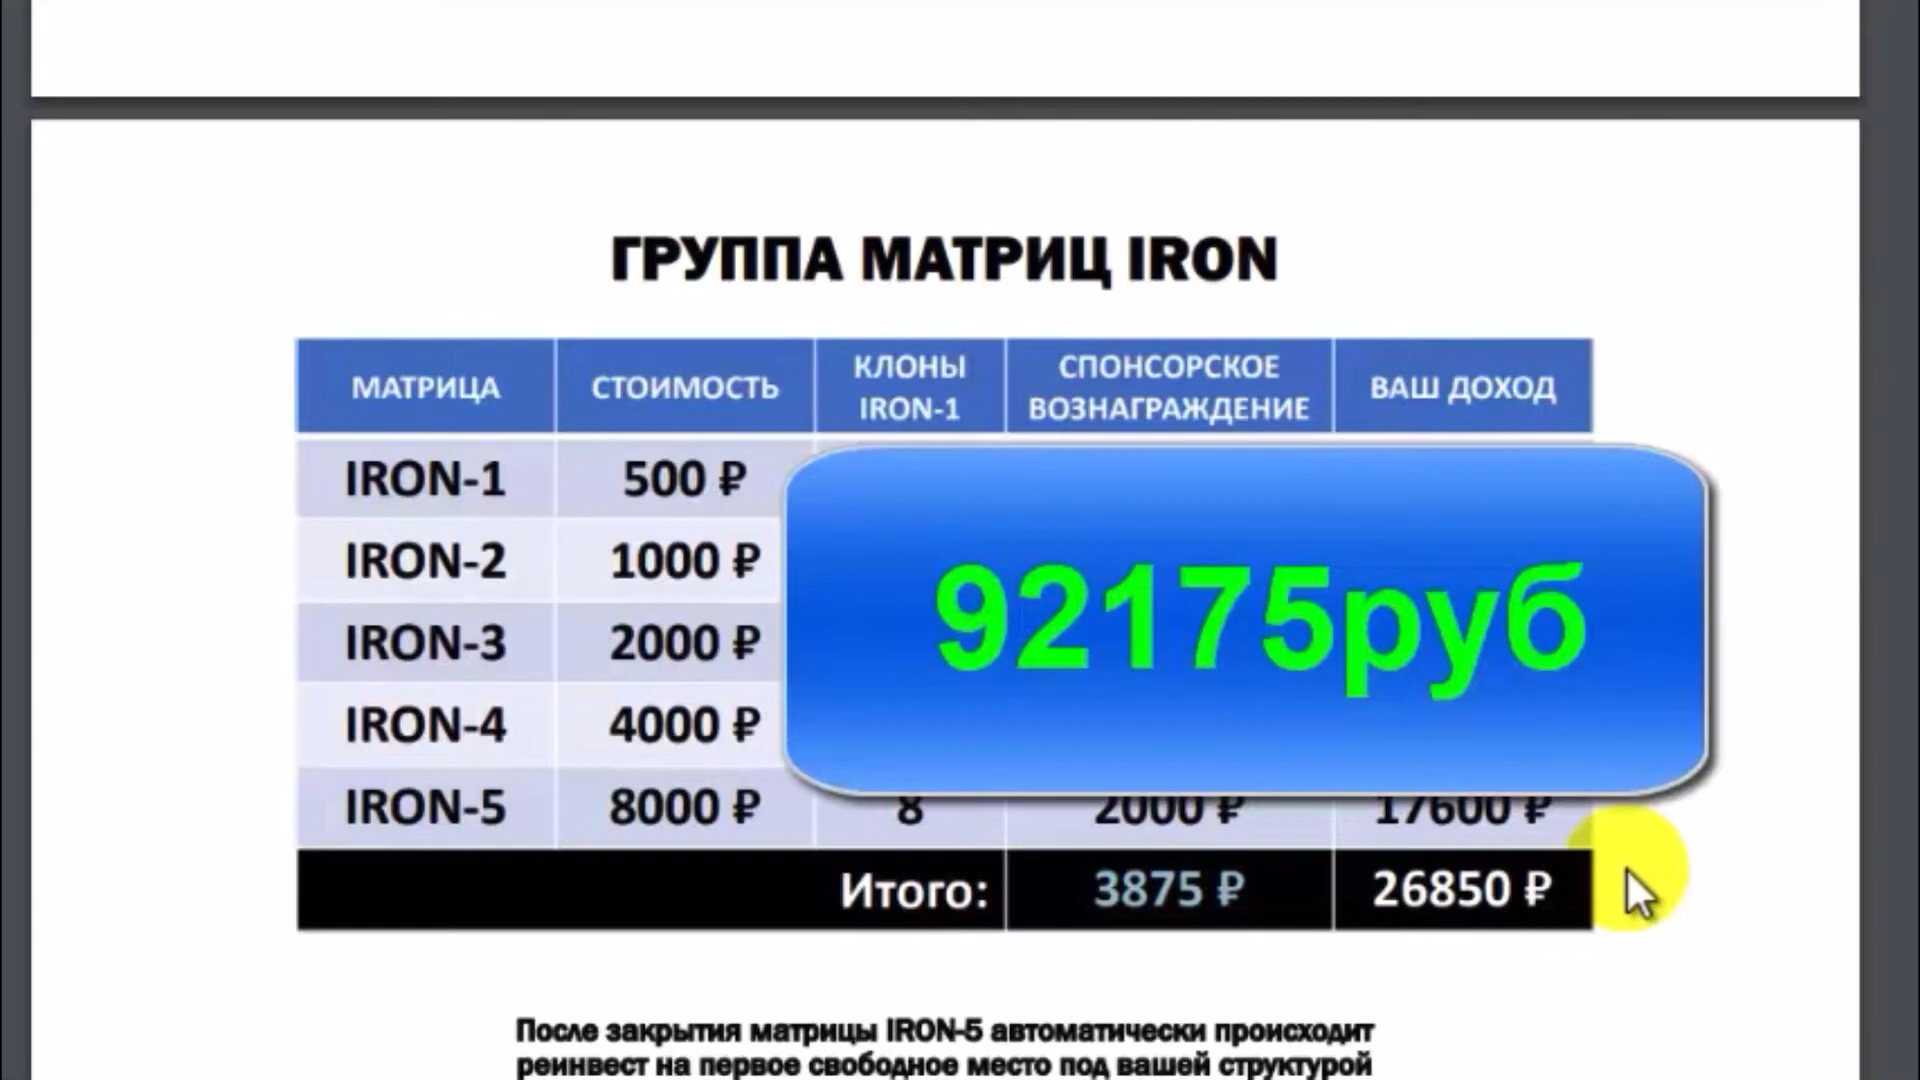 ГРУППА МАТРИЦ IRON
МАТРИЦА СТОИМОСТЬ КЛОНЫ IRON-1 СПОНСОРСКОЕ ВОЗНАГРАЖДЕНИЕ ВАШ ДОХОД
IRON-1 500 ₽
IRON-2 1000 ₽
92175руб
IRON-3 2000 ₽
IRON-4 4000 ₽
IRON-5 8000 ₽ 8 2000 ₽ 17600 ₽
Итого: 3875 ₽ 26850 ₽
После закрытия матрицы IRON-5 автоматически происходит
реинвест на первое свободное место под вашей структурой